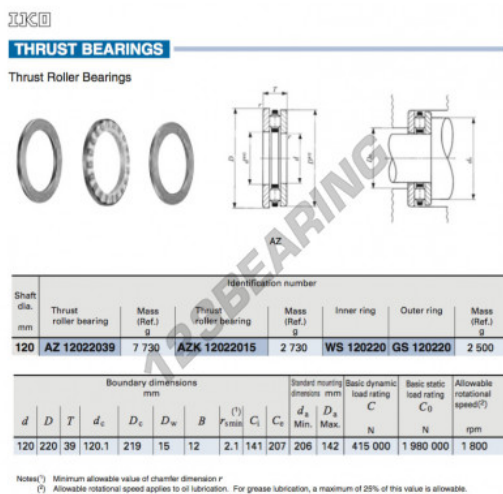 IKO
THRUST BEARINGS
Thrust Roller Bearings
T
r
r
D
d
AZ
123BEARING
Identification number
Shaft dia. mm Thrust roller bearing Mass (Ref.) g Thrust roller bearing Mass (Ref.) g Inner ring Outer ring Mass (Ref.) g
120 AZ 12022039 7 730 AZK 12022015 2 730 WS 120220 GS 120220 2 500
Boundary dimensions mm Standard mounting dimensions mm Basic dynamic load rating C N Basic static load rating C0 N Allowable rotational speed(2) rpm
d D T dc Dc Dw B rsmin(1) Ci Ce da Min. Da Max.
120 220 39 120.1 219 15 12 2.1 141 207 206 142 415 000 1 980 000 1 800
Notes(1) Minimum allowable value of chamfer dimension r
(2) Allowable rotational speed applies to oil lubrication. For grease lubrication, a maximum of 25% of this value is allowable.